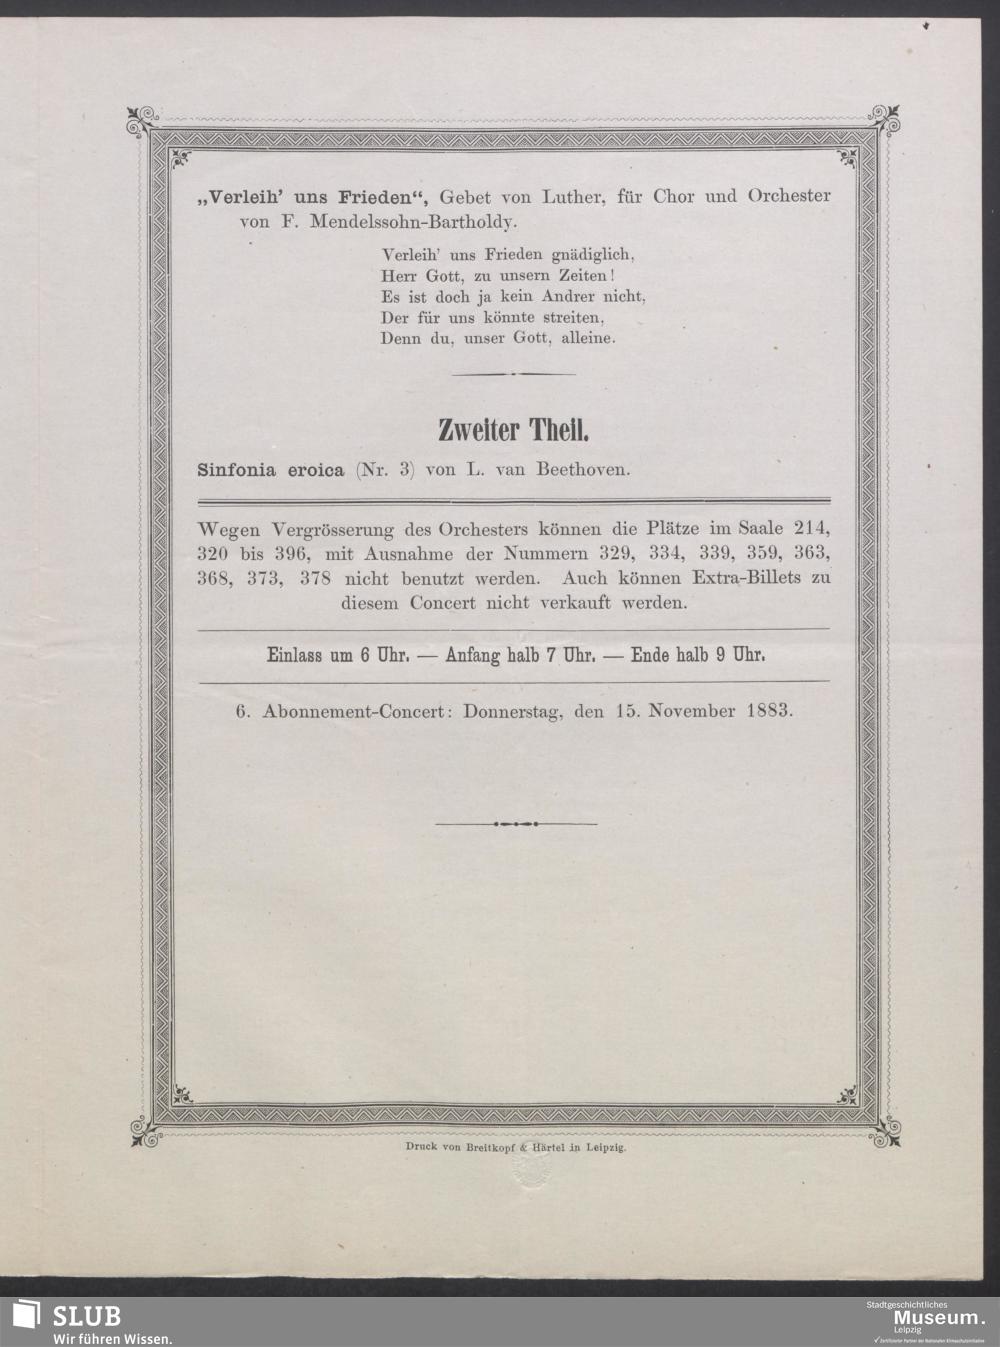 „Verleih’ uns Frieden“, Gebet von Luther, für Chor und Orchester
von F. Mendelssohn-Bartholdy.
Verleih’ uns Frieden gnädiglich,
Herr Gott, zu unsern Zeiten!
Es ist doch ja kein Andrer nicht,
Der für uns könnte streiten,
Denn du, unser Gott, alleine.
Zweiter Theil.
Sinfonia eroica (Nr. 3) von L. van Beethoven.
Wegen Vergrösserung des Orchesters können die Plätze im Saale 214,
320 bis 396, mit Ausnahme der Nummern 329, 334, 339, 359, 363,
368, 373, 378 nicht benutzt werden. Auch können Extra-Billets zu
diesem Concert nicht verkauft werden.
Einlass um 6 Uhr. — Anfang halb 7 Uhr. — Ende halb 9 Uhr.
6. Abonnement-Concert: Donnerstag, den 15. November 1883.
Druck von Breitkopf & Härtel in Leipzig.
SLUB
Wir führen Wissen.
Stadtgeschichtliches
Museum.
Leipzig
Zertifizierter Partner der Nationalen Klimaschutzinitiative